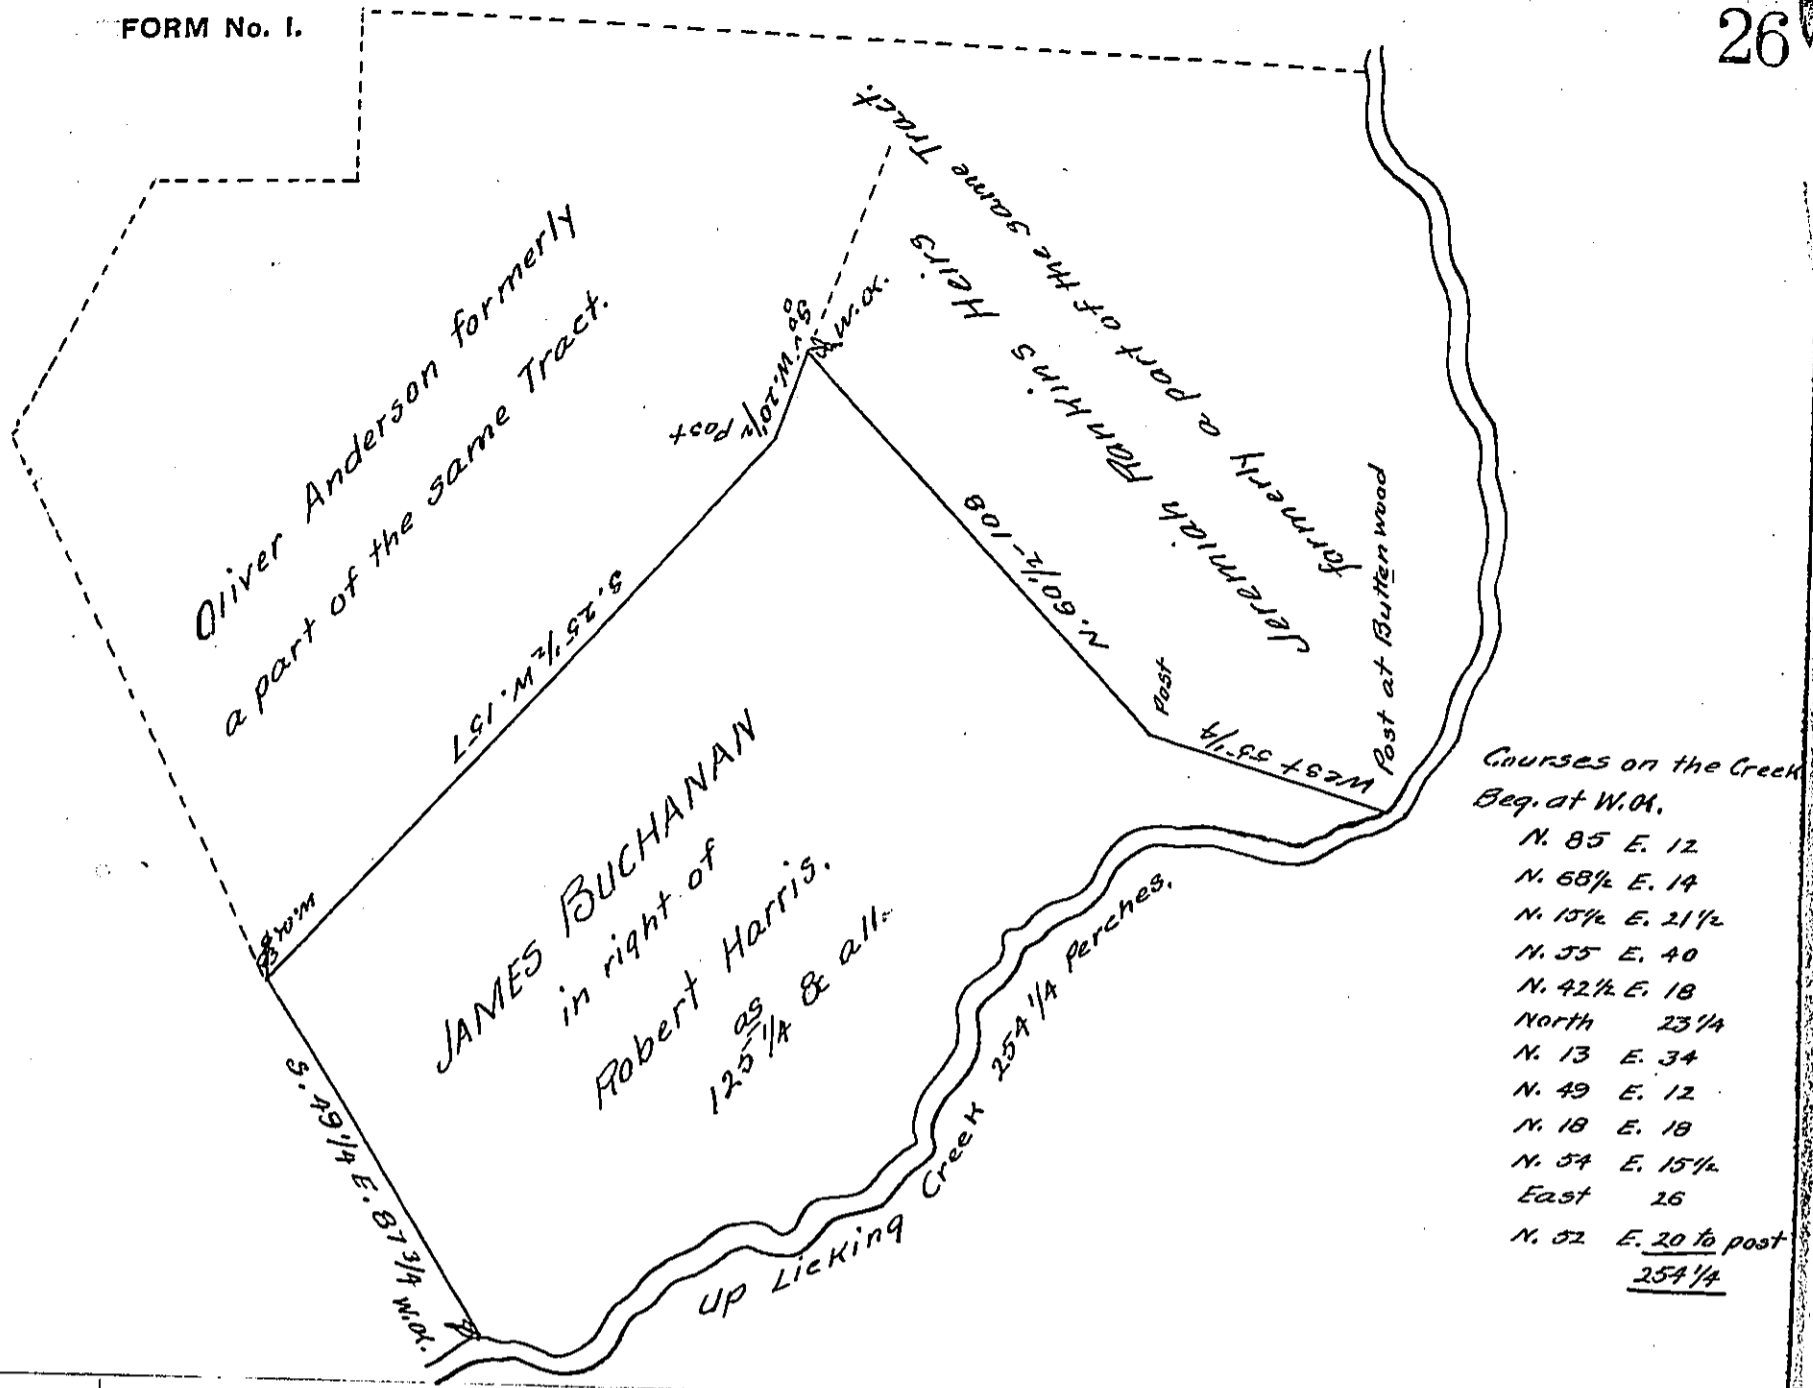 FORM No. 1.
26
Oliver Anderson formerly
a part of the same Tract.
Jeremiah Rankins Heirs
formerly a part of the same Tract.
W.O.
Post
N. 60 1/2 - 108
Post
West 55 1/4
Post at Buttenwood
S. 25 1/2 W. 157
W.O.
S. 49 1/4 E. 87 3/4
W.O.
JAMES BUCHANAN
in right of
Robert Harris.
as
125 1/4 & all.
Up Licking Creek 254 1/4 Perches.
Courses on the Creek
Beg. at W.O.
N. 85 E. 12
N. 68 1/2 E. 14
N. 15 1/2 E. 21 1/2
N. 55 E. 40
N. 42 1/2 E. 18
North 23 1/4
N. 13 E. 34
N. 49 E. 12
N. 18 E. 18
N. 54 E. 15 1/2
East 26
N. 52 E. 20 to post
254 1/4